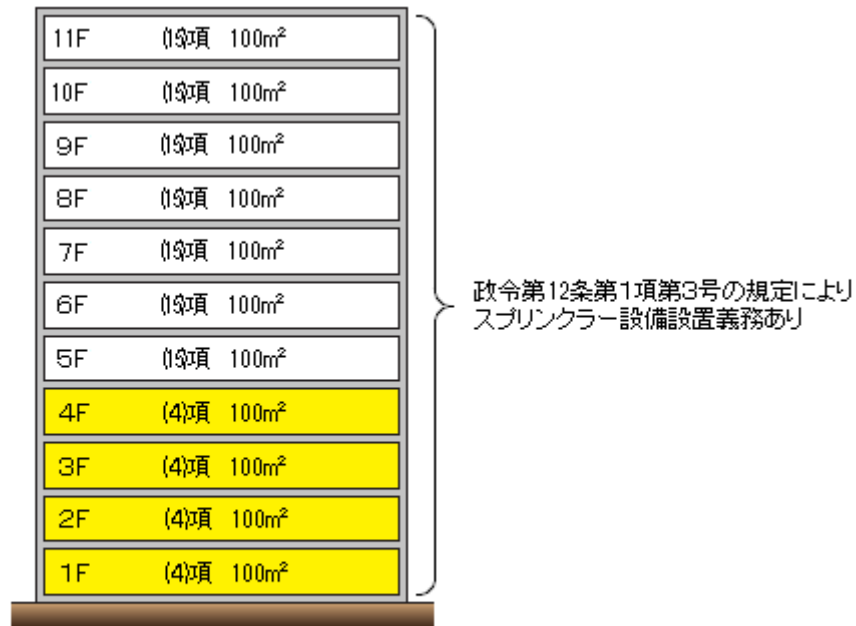 11F (15)項 100m²
10F (15)項 100m²
9F (15)項 100m²
8F (15)項 100m²
7F (15)項 100m²
6F (15)項 100m²
5F (15)項 100m²
4F (4)項 100m²
3F (4)項 100m²
2F (4)項 100m²
1F (4)項 100m²
政令第12条第1項第3号の規定により
スプリンクラー設備設置義務あり